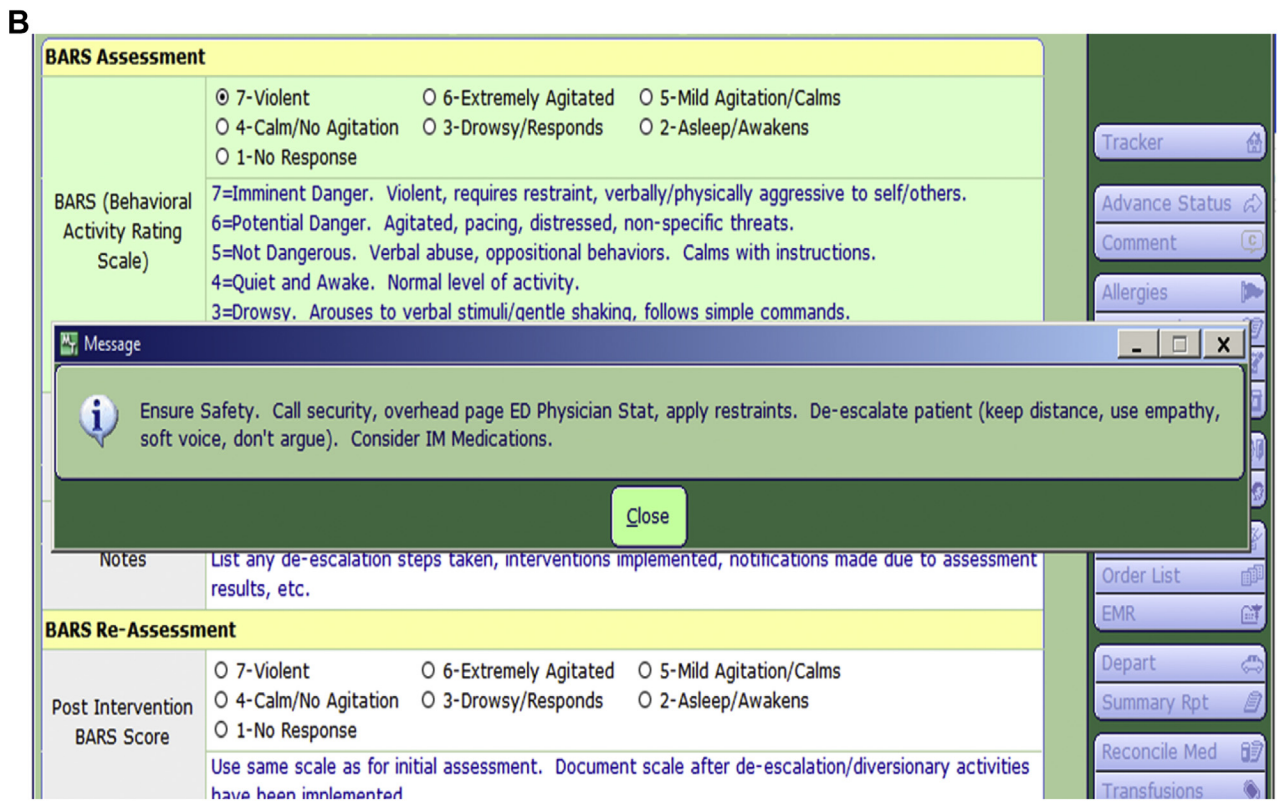 B
BARS Assessment
BARS (Behavioral
Activity Rating
Scale)
7-Violent 6-Extremely Agitated 5-Mild Agitation/Calms
4-Calm/No Agitation 3-Drowsy/Responds 2-Asleep/Awakens
1-No Response
7=Imminent Danger. Violent, requires restraint, verbally/physically aggressive to self/others.
6=Potential Danger. Agitated, pacing, distressed, non-specific threats.
5=Not Dangerous. Verbal abuse, oppositional behaviors. Calms with instructions.
4=Quiet and Awake. Normal level of activity.
3=Drowsy. Arouses to verbal stimuli/gentle shaking, follows simple commands.
Message
Ensure Safety. Call security, overhead page ED Physician Stat, apply restraints. De-escalate patient (keep distance, use empathy,
soft voice, don't argue). Consider IM Medications.
Close
Notes
List any de-escalation steps taken, interventions implemented, notifications made due to assessment
results, etc.
BARS Re-Assessment
Post Intervention
BARS Score
7-Violent 6-Extremely Agitated 5-Mild Agitation/Calms
4-Calm/No Agitation 3-Drowsy/Responds 2-Asleep/Awakens
1-No Response
Use same scale as for initial assessment. Document scale after de-escalation/diversionary activities
have been implemented
Tracker
Advance Status
Comment
Allergies
Order List
EMR
Depart
Summary Rpt
Reconcile Med
Transfusions